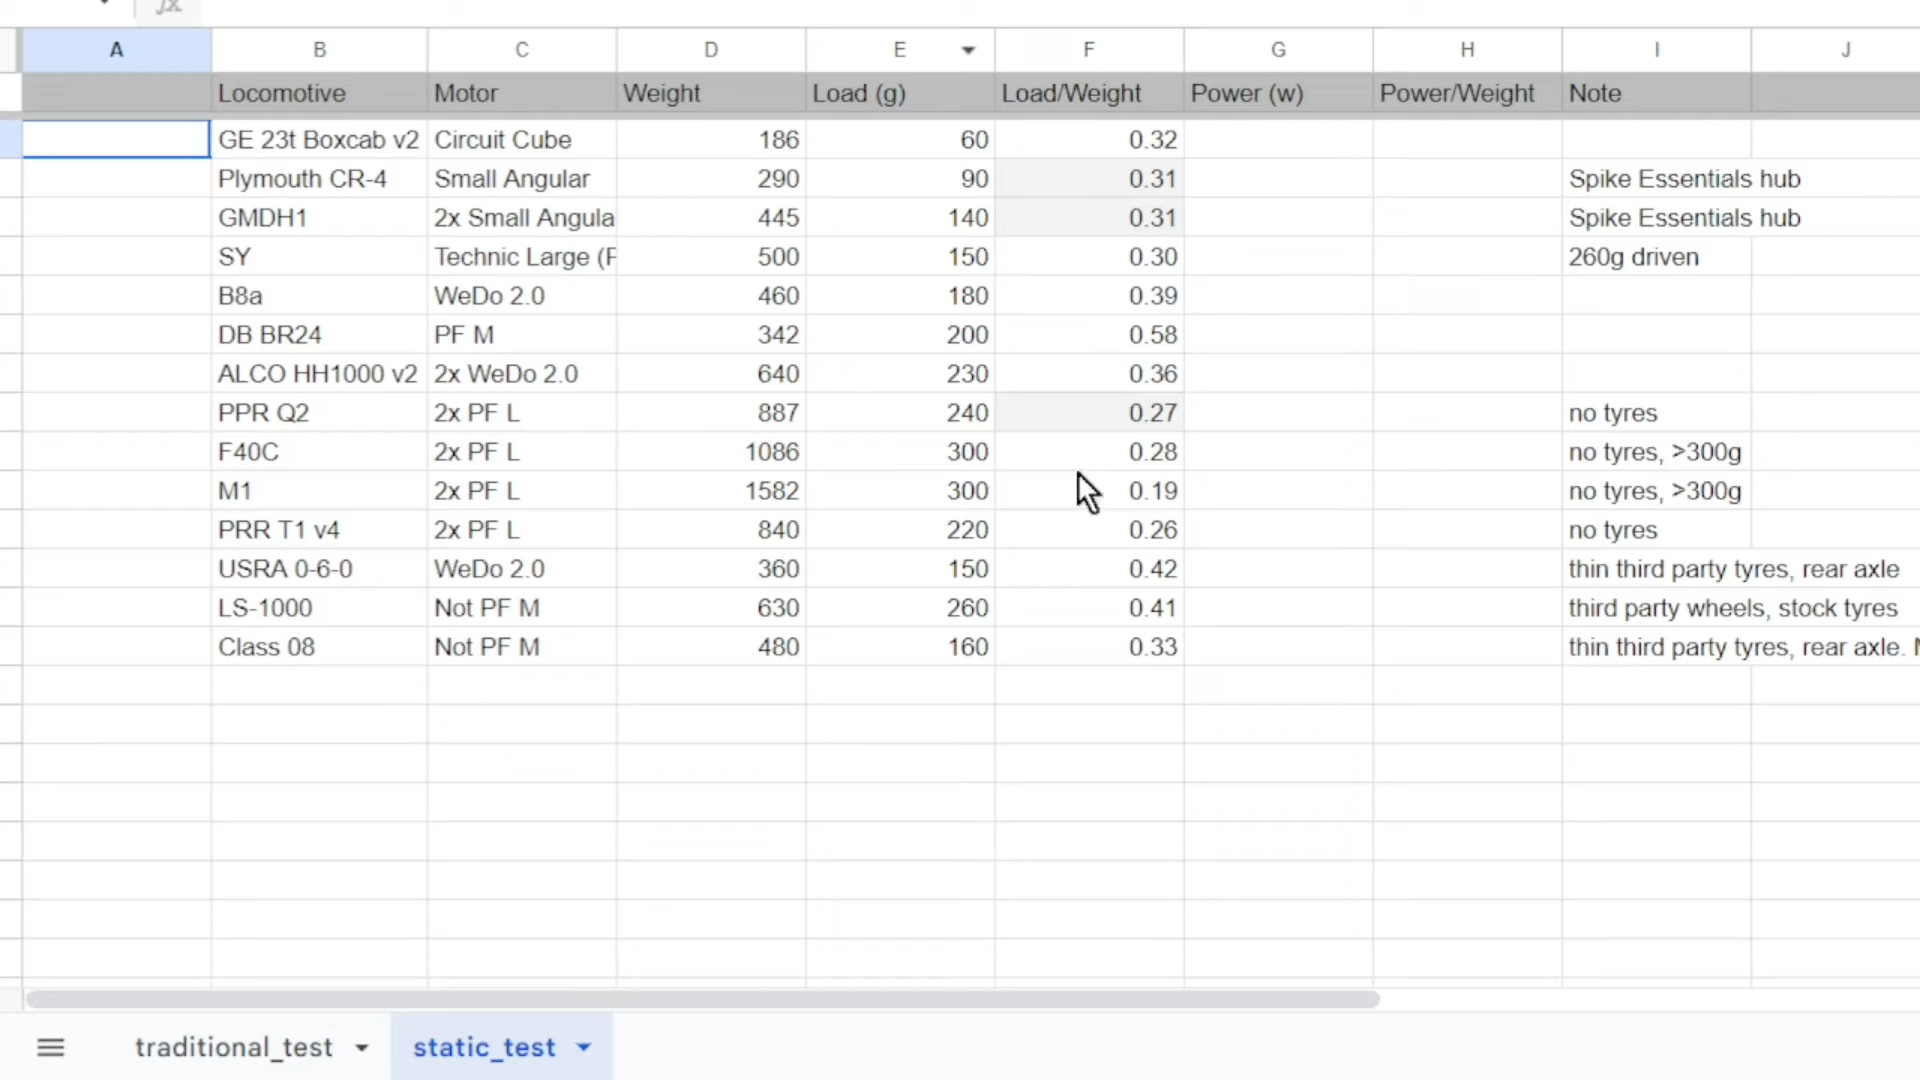 fx
A B C D E F G H I J
Locomotive Motor Weight Load (g) Load/Weight Power (w) Power/Weight Note
GE 23t Boxcab v2 Circuit Cube 186 60 0.32
Plymouth CR-4 Small Angular 290 90 0.31 Spike Essentials hub
GMDH1 2x Small Angula 445 140 0.31 Spike Essentials hub
SY Technic Large (P 500 150 0.30 260g driven
B8a WeDo 2.0 460 180 0.39
DB BR24 PF M 342 200 0.58
ALCO HH1000 v2 2x WeDo 2.0 640 230 0.36
PPR Q2 2x PF L 887 240 0.27 no tyres
F40C 2x PF L 1086 300 0.28 no tyres, >300g
M1 2x PF L 1582 300 0.19 no tyres, >300g
PRR T1 v4 2x PF L 840 220 0.26 no tyres
USRA 0-6-0 WeDo 2.0 360 150 0.42 thin third party tyres, rear axle
LS-1000 Not PF M 630 260 0.41 third party wheels, stock tyres
Class 08 Not PF M 480 160 0.33 thin third party tyres, rear axle.
traditional_test static_test